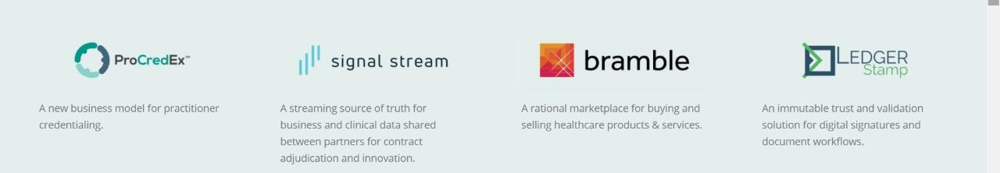 ProCredEx™
A new business model for practitioner
credentialing.
signal stream
A streaming source of truth for
business and clinical data shared
between partners for contract
adjudication and innovation.
bramble
A rational marketplace for buying and
selling healthcare products & services.
LEDGER
Stamp
An immutable trust and validation
solution for digital signatures and
document workflows.